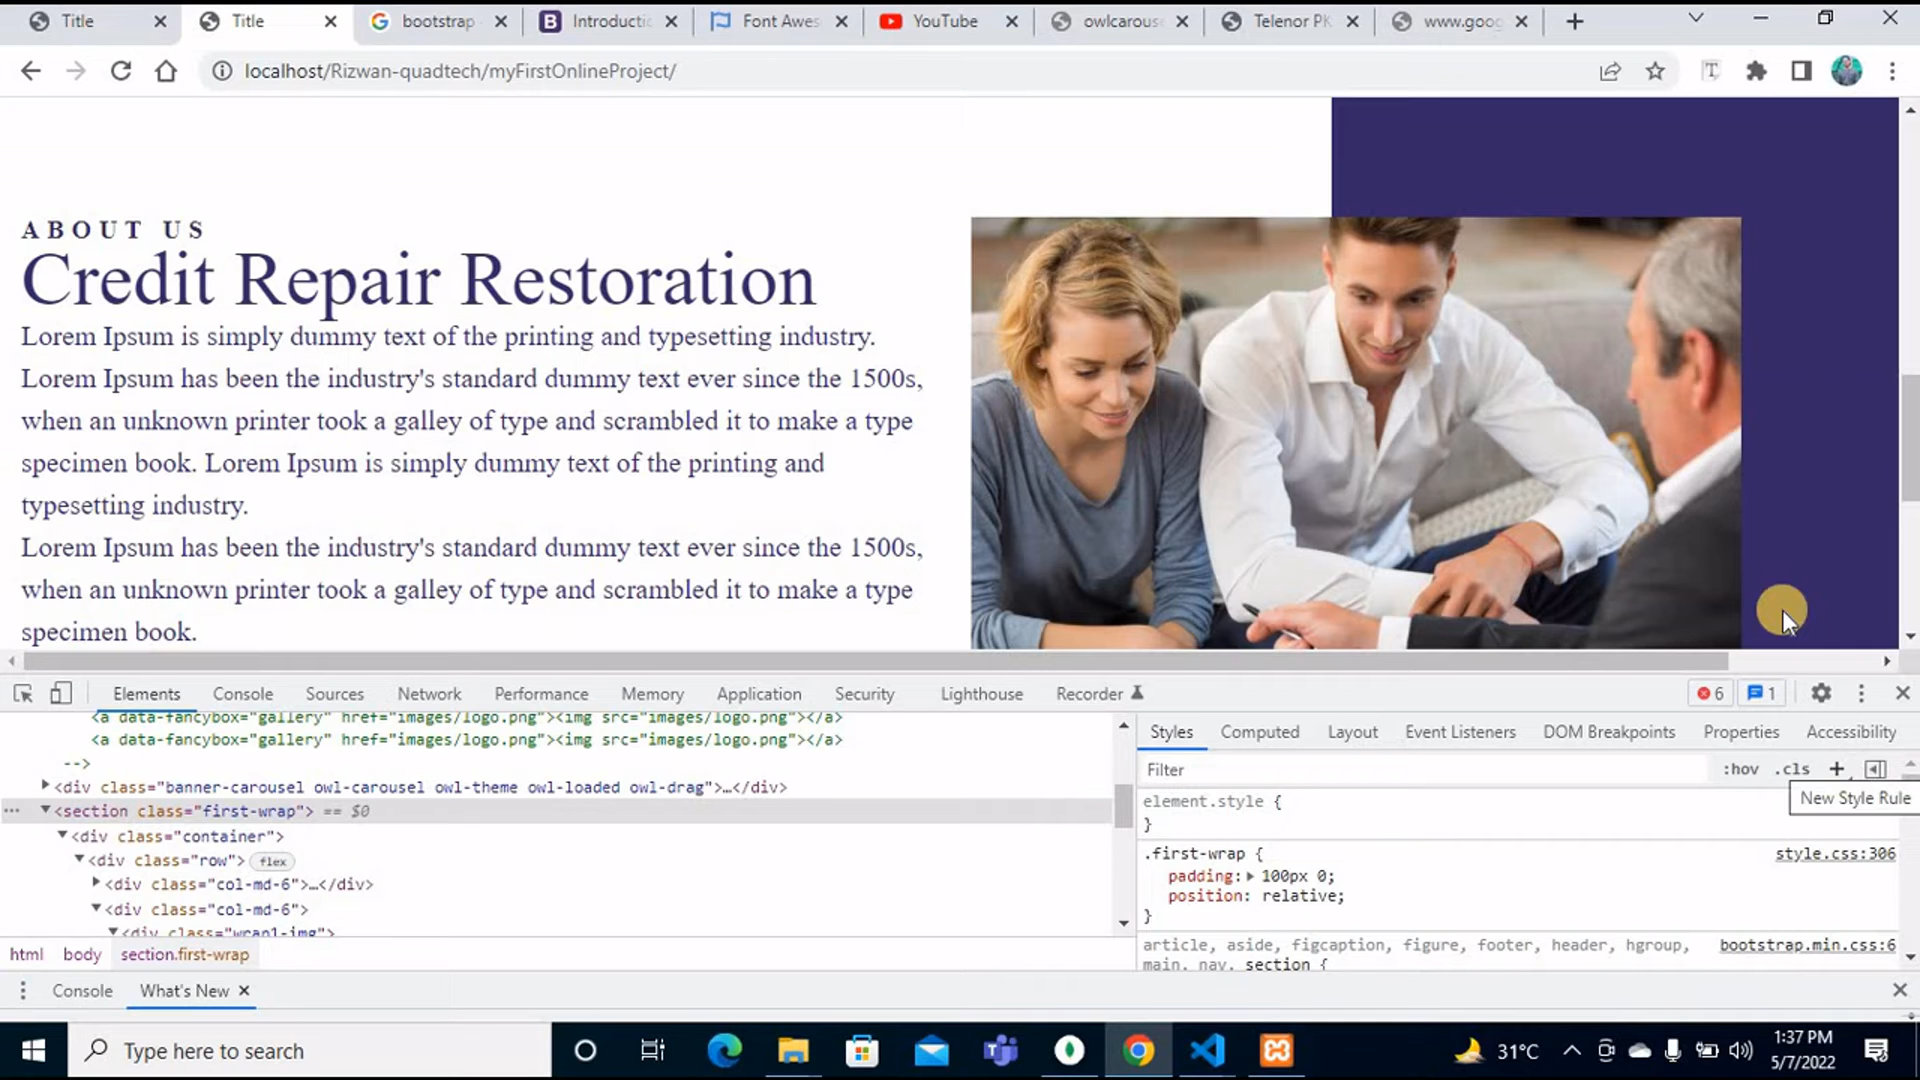 Title
Title
bootstrap
Introductio
Font Awes
YouTube
owlcarouse
Telenor PK
www.goog
localhost/Rizwan-quadtech/myFirstOnlineProject/
ABOUT US
Credit Repair Restoration
Lorem Ipsum is simply dummy text of the printing and typesetting industry.
Lorem Ipsum has been the industry's standard dummy text ever since the 1500s,
when an unknown printer took a galley of type and scrambled it to make a type
specimen book. Lorem Ipsum is simply dummy text of the printing and
typesetting industry.
Lorem Ipsum has been the industry's standard dummy text ever since the 1500s,
when an unknown printer took a galley of type and scrambled it to make a type
specimen book.
Elements Console Sources Network Performance Memory Application Security Lighthouse Recorder 6 1
<a data-fancybox="gallery" href="images/logo.png"><img src="images/logo.png"></a>
<a data-fancybox="gallery" href="images/logo.png"><img src="images/logo.png"></a>
-->
<div class="banner-carousel owl-carousel owl-theme owl-loaded owl-drag">…</div>
<section class="first-wrap"> == $0
<div class="container">
<div class="row"> flex
<div class="col-md-6">…</div>
<div class="col-md-6">
<div class="wrap1-img">
html body section.first-wrap
Styles Computed Layout Event Listeners DOM Breakpoints Properties Accessibility
Filter :hov .cls +
New Style Rule
element.style {
}
.first-wrap { style.css:306
padding: 100px 0;
position: relative;
}
article, aside, figcaption, figure, footer, header, hgroup, bootstrap.min.css:6
main, nav, section {
Console What's New
Type here to search
31°C
1:37 PM
5/7/2022